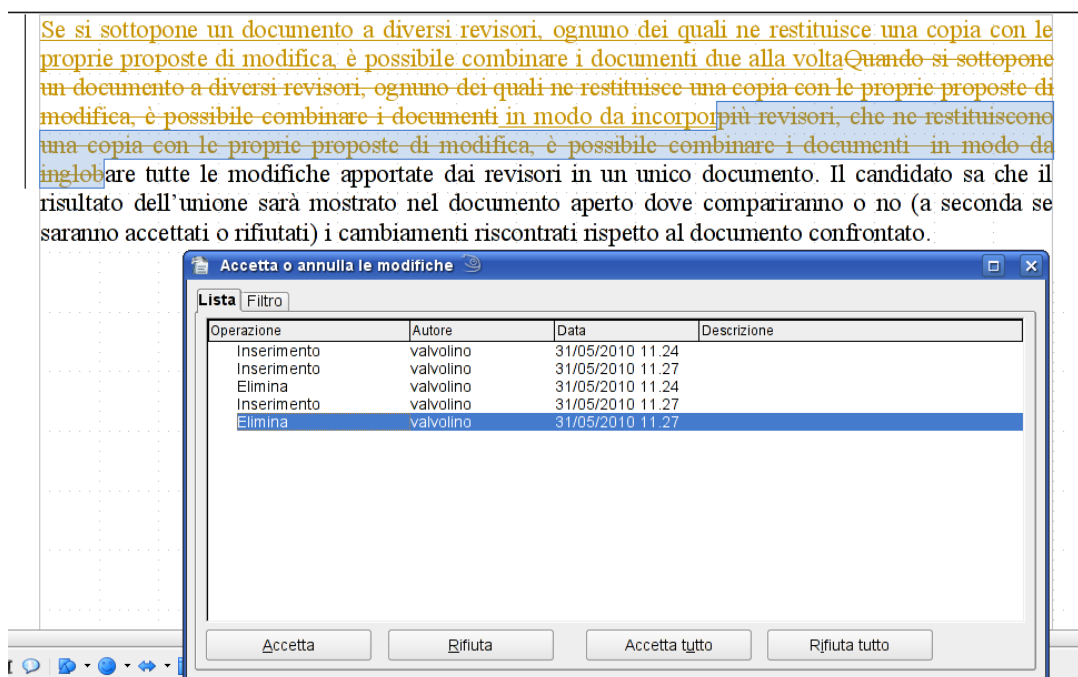 Se si sottopone un documento a diversi revisori, ognuno dei quali ne restituisce una copia con le
proprie proposte di modifica, è possibile combinare i documenti due alla voltaQuando si sottopone
un documento a diversi revisori, ognuno dei quali ne restituisce una copia con le proprie proposte di
modifica, è possibile combinare i documenti in modo da incorporpiù revisori, che ne restituiscono
una copia con le proprie proposte di modifica, è possibile combinare i documenti  in modo da
inglobare tutte le modifiche apportate dai revisori in un unico documento. Il candidato sa che il
risultato dell’unione sarà mostrato nel documento aperto dove compariranno o no (a seconda se
saranno accettati o rifiutati) i cambiamenti riscontrati rispetto al documento confrontato.
Accetta o annulla le modifiche
Lista Filtro
Operazione Autore Data Descrizione
Inserimento valvolino 31/05/2010 11.24
Inserimento valvolino 31/05/2010 11.27
Elimina valvolino 31/05/2010 11.24
Inserimento valvolino 31/05/2010 11.27
Elimina valvolino 31/05/2010 11.27
Accetta Rifiuta Accetta tutto Rifiuta tutto